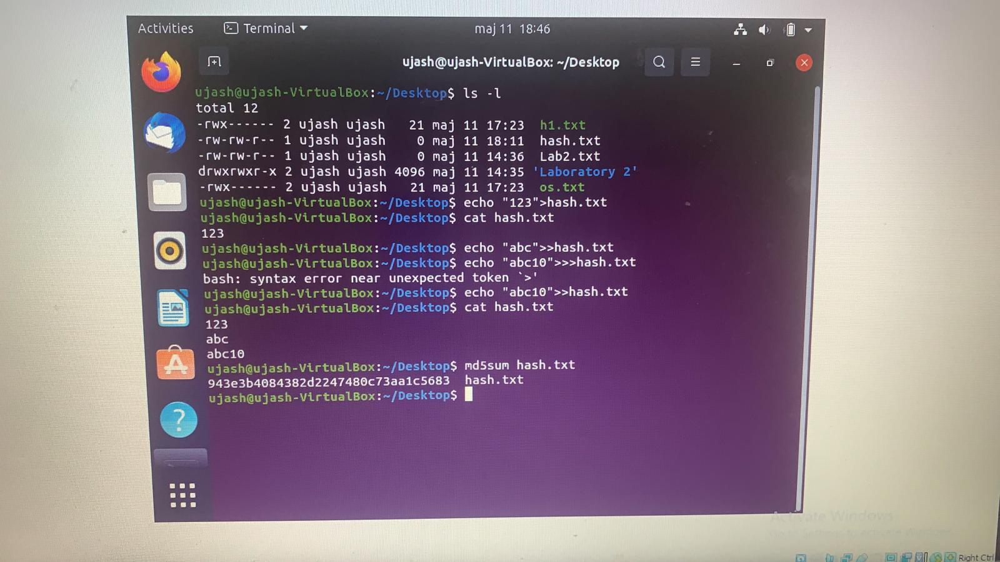 Activities Terminal maj 11 18:46
ujash@ujash-VirtualBox: ~/Desktop
ujash@ujash-VirtualBox:~/Desktop$ ls -l
total 12
-rwx------ 2 ujash ujash 21 maj 11 17:23 h1.txt
-rw-rw-r-- 1 ujash ujash 0 maj 11 18:11 hash.txt
-rw-rw-r-- 1 ujash ujash 0 maj 11 14:36 Lab2.txt
drwxrwxr-x 2 ujash ujash 4096 maj 11 14:35 'Laboratory 2'
-rwx------ 2 ujash ujash 21 maj 11 17:23 os.txt
ujash@ujash-VirtualBox:~/Desktop$ echo "123">hash.txt
ujash@ujash-VirtualBox:~/Desktop$ cat hash.txt
123
ujash@ujash-VirtualBox:~/Desktop$ echo "abc">>hash.txt
ujash@ujash-VirtualBox:~/Desktop$ echo "abc10">>>hash.txt
bash: syntax error near unexpected token `>'
ujash@ujash-VirtualBox:~/Desktop$ echo "abc10">>hash.txt
ujash@ujash-VirtualBox:~/Desktop$ cat hash.txt
123
abc
abc10
ujash@ujash-VirtualBox:~/Desktop$ md5sum hash.txt
943e3b4084382d2247480c73aa1c5683 hash.txt
ujash@ujash-VirtualBox:~/Desktop$
Activate Windows
Go to Settings to activate Windows.
Right Ctrl